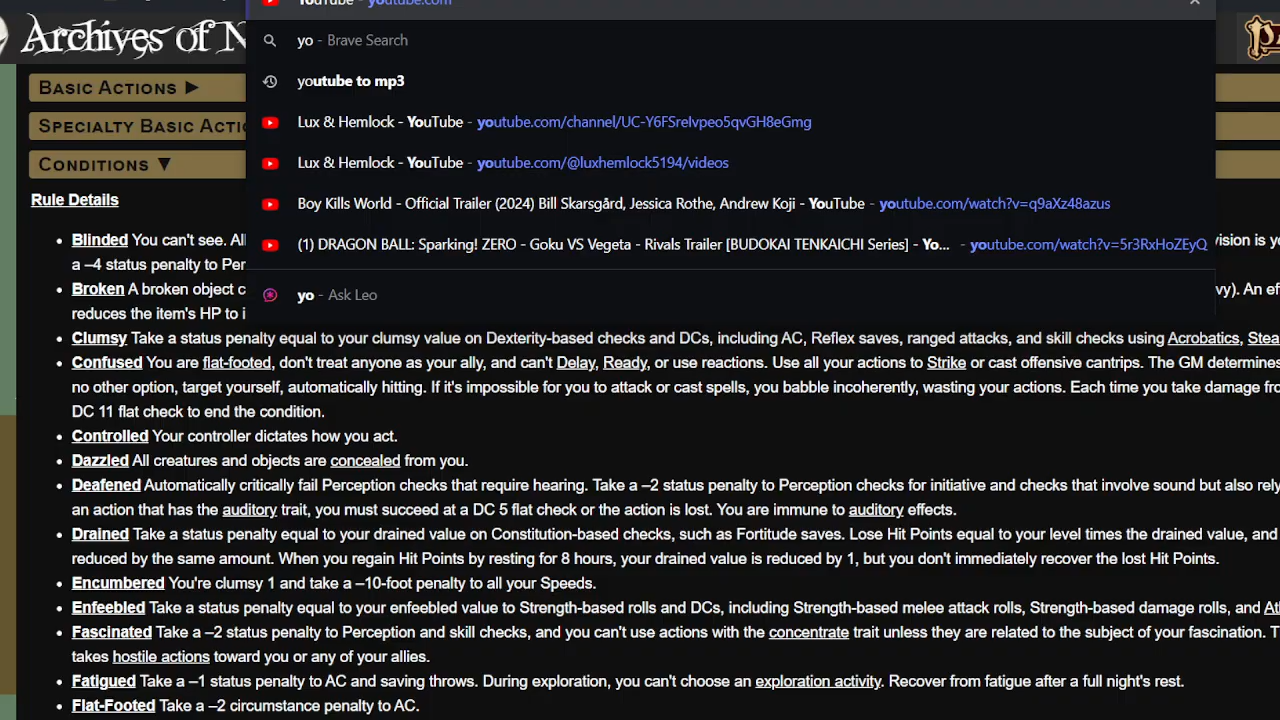 YouTube - youtube.com
Archives of N
yo - Brave Search
youtube to mp3
Basic Actions ▶
Lux & Hemlock - YouTube - youtube.com/channel/UC-Y6FSreIvpeo5qvGH8eGmg
Specialty Basic Actio
Lux & Hemlock - YouTube - youtube.com/@luxhemlock5194/videos
Conditions ▼
Boy Kills World - Official Trailer (2024) Bill Skarsgård, Jessica Rothe, Andrew Koji - YouTube - youtube.com/watch?v=q9aXz48azus
Rule Details
(1) DRAGON BALL: Sparking! ZERO - Goku VS Vegeta - Rivals Trailer [BUDOKAI TENKAICHI Series] - Yo... - youtube.com/watch?v=5r3RxHoZEyQ
Blinded You can't see. All ision is y
a –4 status penalty to Per
yo - Ask Leo
Broken A broken object c vy). An ef
reduces the item's HP to i
Clumsy Take a status penalty equal to your clumsy value on Dexterity-based checks and DCs, including AC, Reflex saves, ranged attacks, and skill checks using Acrobatics, Stea
Confused You are flat-footed, don't treat anyone as your ally, and can't Delay, Ready, or use reactions. Use all your actions to Strike or cast offensive cantrips. The GM determines
no other option, target yourself, automatically hitting. If it's impossible for you to attack or cast spells, you babble incoherently, wasting your actions. Each time you take damage fro
DC 11 flat check to end the condition.
Controlled Your controller dictates how you act.
Dazzled All creatures and objects are concealed from you.
Deafened Automatically critically fail Perception checks that require hearing. Take a –2 status penalty to Perception checks for initiative and checks that involve sound but also rely
an action that has the auditory trait, you must succeed at a DC 5 flat check or the action is lost. You are immune to auditory effects.
Drained Take a status penalty equal to your drained value on Constitution-based checks, such as Fortitude saves. Lose Hit Points equal to your level times the drained value, and
reduced by the same amount. When you regain Hit Points by resting for 8 hours, your drained value is reduced by 1, but you don't immediately recover the lost Hit Points.
Encumbered You're clumsy 1 and take a –10-foot penalty to all your Speeds.
Enfeebled Take a status penalty equal to your enfeebled value to Strength-based rolls and DCs, including Strength-based melee attack rolls, Strength-based damage rolls, and Atl
Fascinated Take a –2 status penalty to Perception and skill checks, and you can't use actions with the concentrate trait unless they are related to the subject of your fascination. T
takes hostile actions toward you or any of your allies.
Fatigued Take a –1 status penalty to AC and saving throws. During exploration, you can't choose an exploration activity. Recover from fatigue after a full night's rest.
Flat-Footed Take a –2 circumstance penalty to AC.